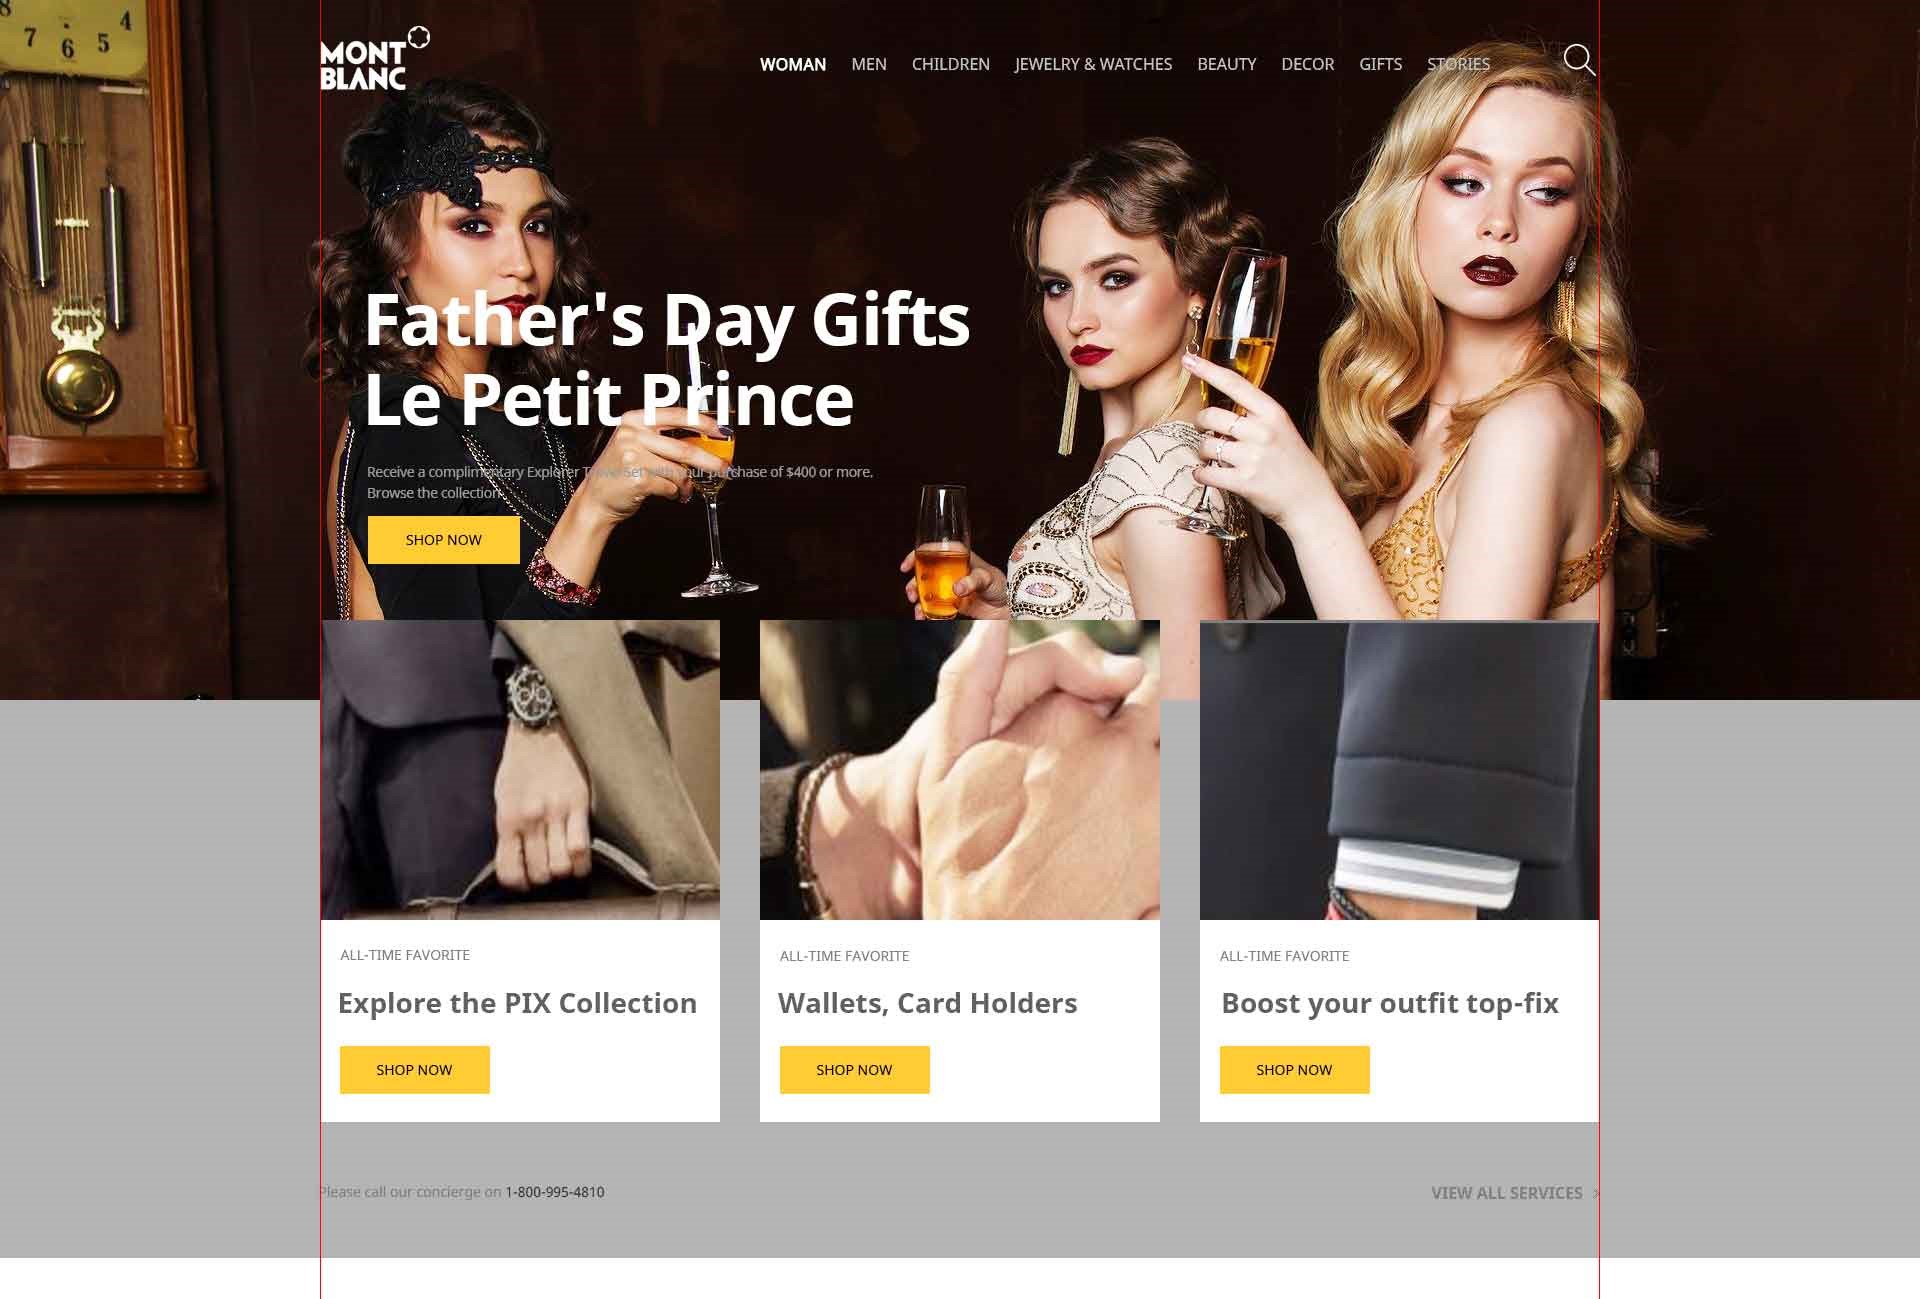 MONT
BLANC
WOMAN MEN CHILDREN JEWELRY & WATCHES BEAUTY DECOR GIFTS STORIES
7 6 5 4
Father's Day Gifts
Le Petit Prince
Receive a complimentary Explorer Travel Set with your purchase of $400 or more.
Browse the collection
SHOP NOW
ALL-TIME FAVORITE
Explore the PIX Collection
SHOP NOW
ALL-TIME FAVORITE
Wallets, Card Holders
SHOP NOW
ALL-TIME FAVORITE
Boost your outfit top-fix
SHOP NOW
Please call our concierge on 1-800-995-4810
VIEW ALL SERVICES >